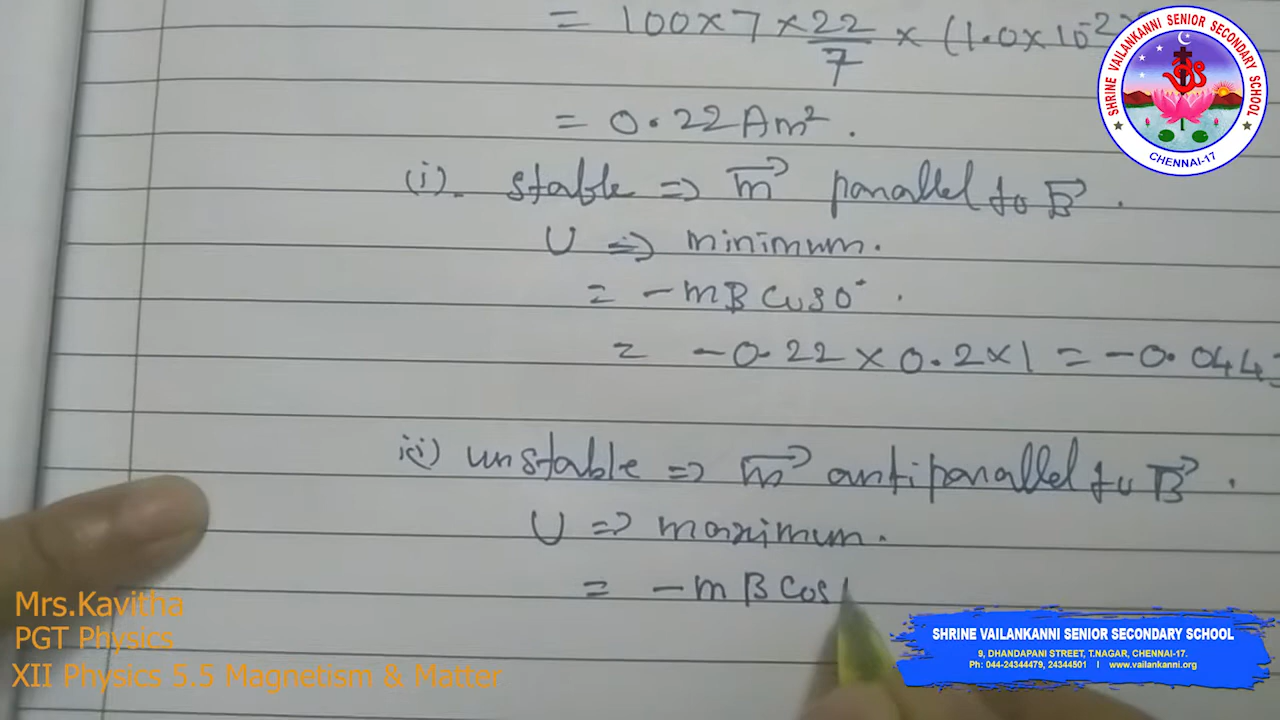 = 100 × 7 × 22/7 × (1.0 × 10⁻²)
= 0.22 Am².
(i). stable ⇒ m⃗ parallel to B⃗.
U ⇒ minimum.
= -mB Cos 0°.
= -0.22 × 0.2 × 1 = -0.044J
ii) unstable ⇒ m⃗ antiparallel to B⃗.
U ⇒ maximum.
= -m B Cos
SHRINE VAILANKANNI SENIOR SECONDARY SCHOOL
CHENNAI-17
Mrs.Kavitha
PGT Physics
XII Physics 5.5 Magnetism & Matter
SHRINE VAILANKANNI SENIOR SECONDARY SCHOOL
9, DHANDAPANI STREET, T.NAGAR, CHENNAI-17.
Ph: 044-24344479, 24344501 I www.vailankanni.org